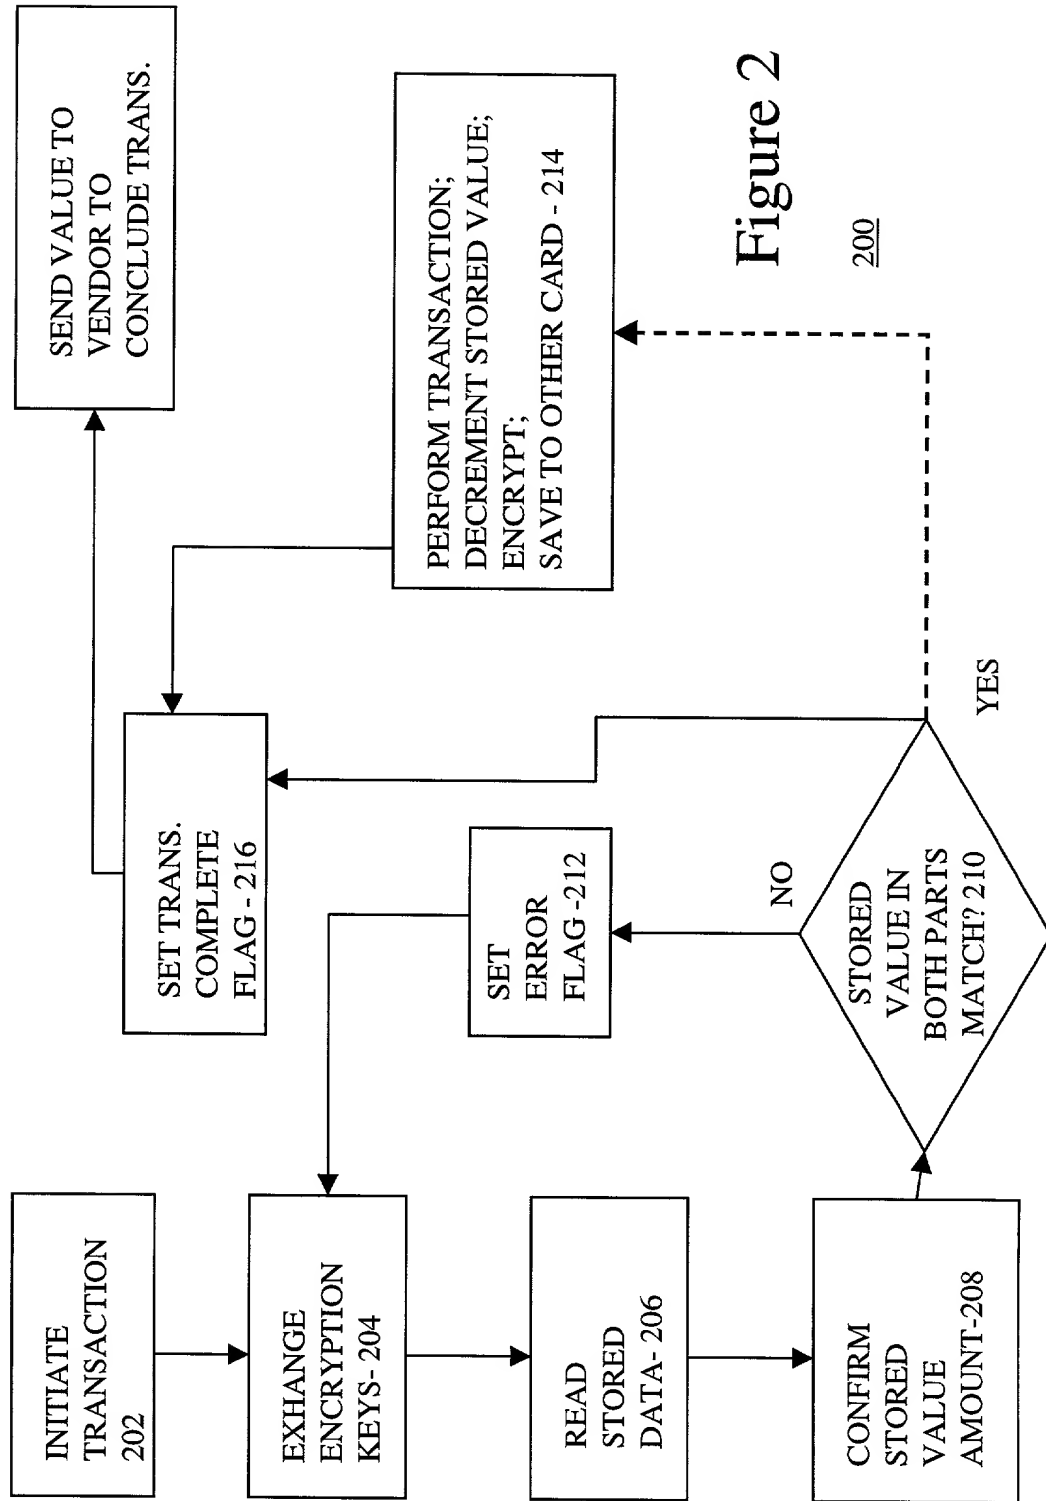 INITIATE
TRANSACTION
202
EXHANGE
ENCRYPTION
KEYS- 204
READ
STORED
DATA- 206
CONFIRM
STORED
VALUE
AMOUNT-208
STORED
VALUE IN
BOTH PARTS
MATCH? 210
NO
YES
SET
ERROR
FLAG -212
SET TRANS.
COMPLETE
FLAG - 216
PERFORM TRANSACTION;
DECREMENT STORED VALUE;
ENCRYPT;
SAVE TO OTHER CARD - 214
SEND VALUE TO
VENDOR TO
CONCLUDE TRANS.
Figure 2
200